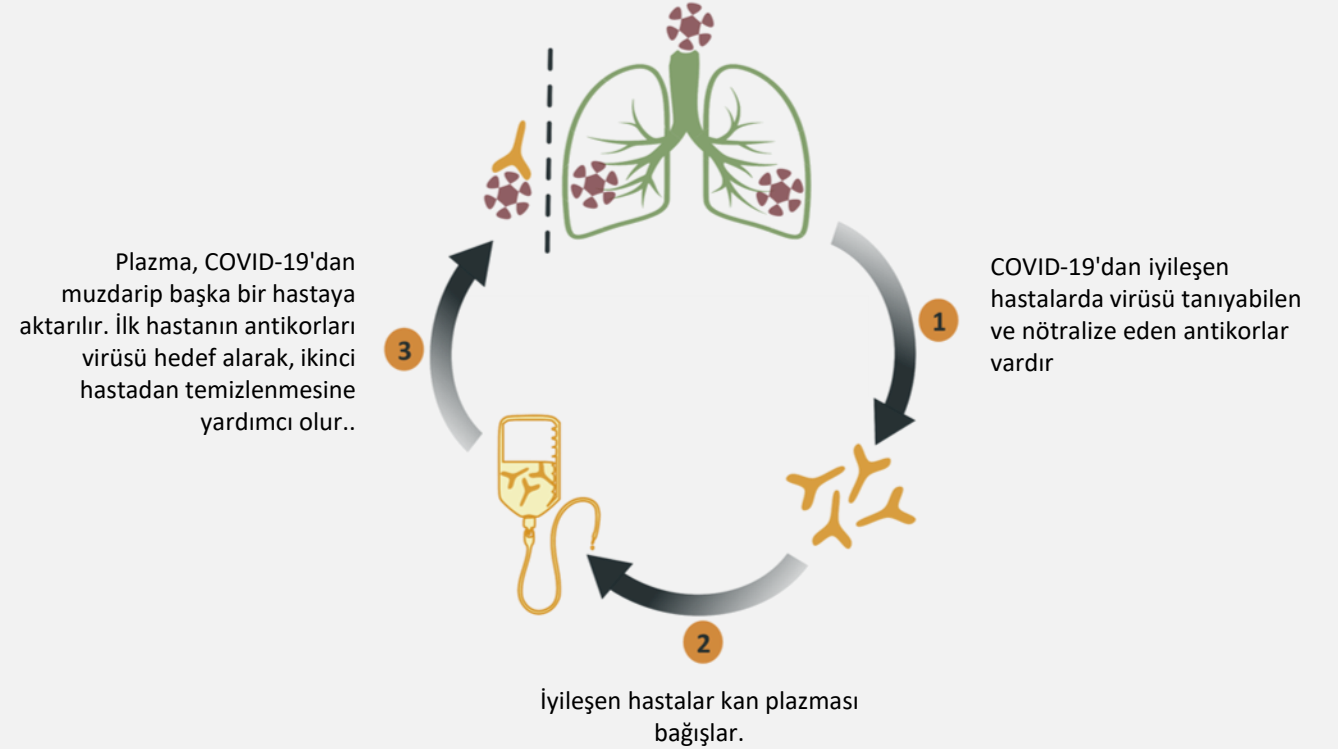 1
COVID-19'dan iyileşen
hastalarda virüsü tanıyabilen
ve nötralize eden antikorlar
vardır
2
İyileşen hastalar kan plazması
bağışlar.
3
Plazma, COVID-19'dan
muzdarip başka bir hastaya
aktarılır. İlk hastanın antikorları
virüsü hedef alarak, ikinci
hastadan temizlenmesine
yardımcı olur..